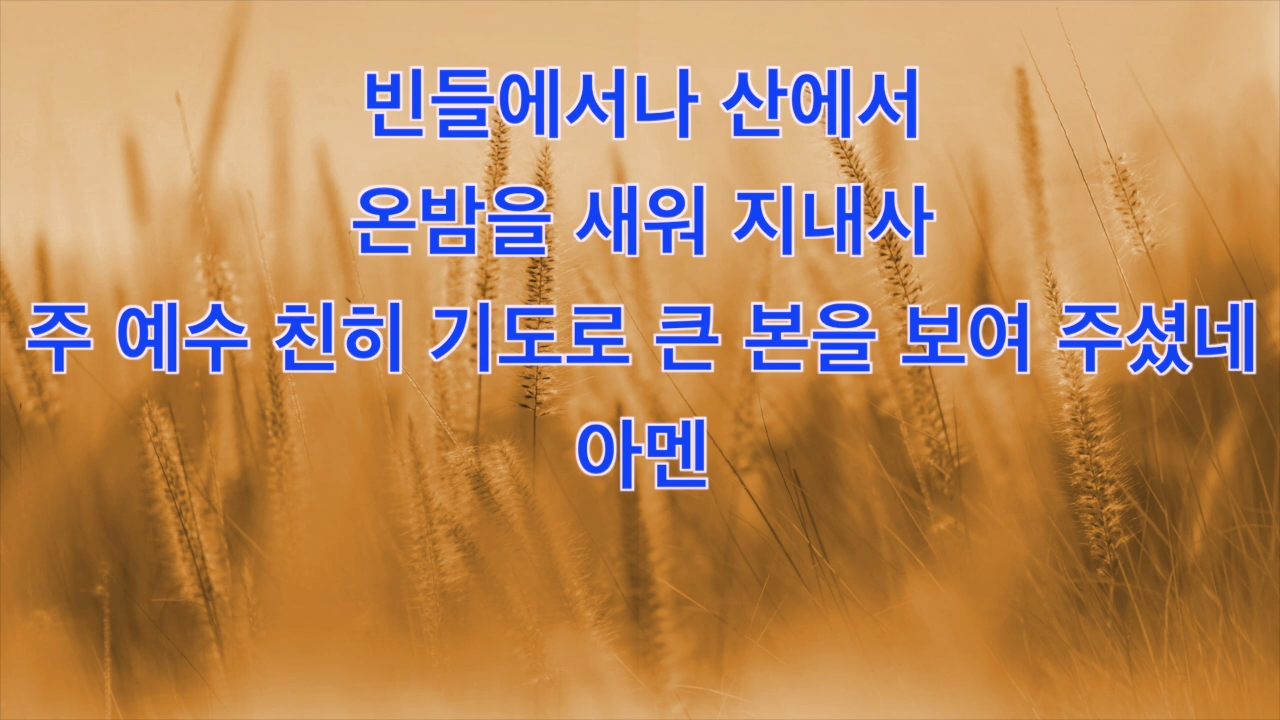 빈들에서나 산에서
온밤을 새워 지내사
주 예수 친히 기도로 큰 본을 보여 주셨네
아멘